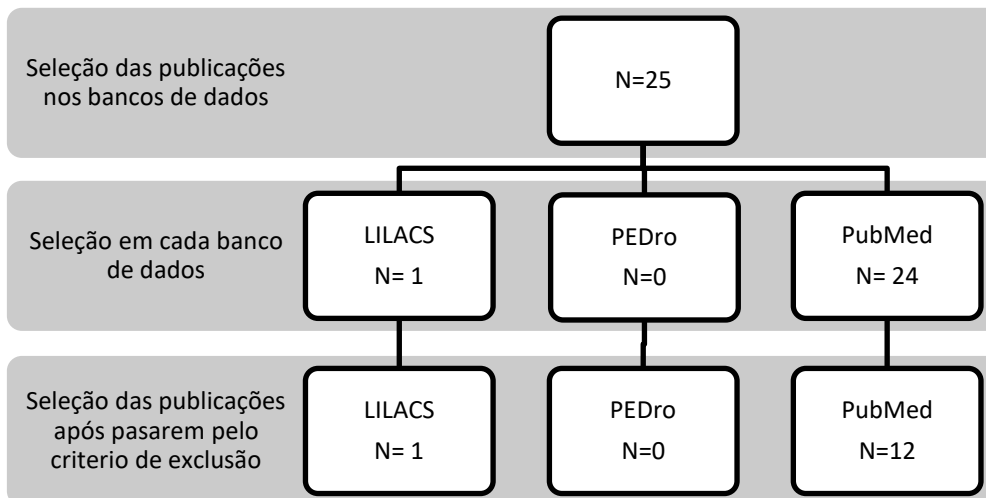 Seleção das publicações
nos bancos de dados
N=25
Seleção em cada banco
de dados
LILACS
N= 1
PEDro
N=0
PubMed
N= 24
Seleção das publicações
após pasarem pelo
criterio de exclusão
LILACS
N= 1
PEDro
N=0
PubMed
N=12